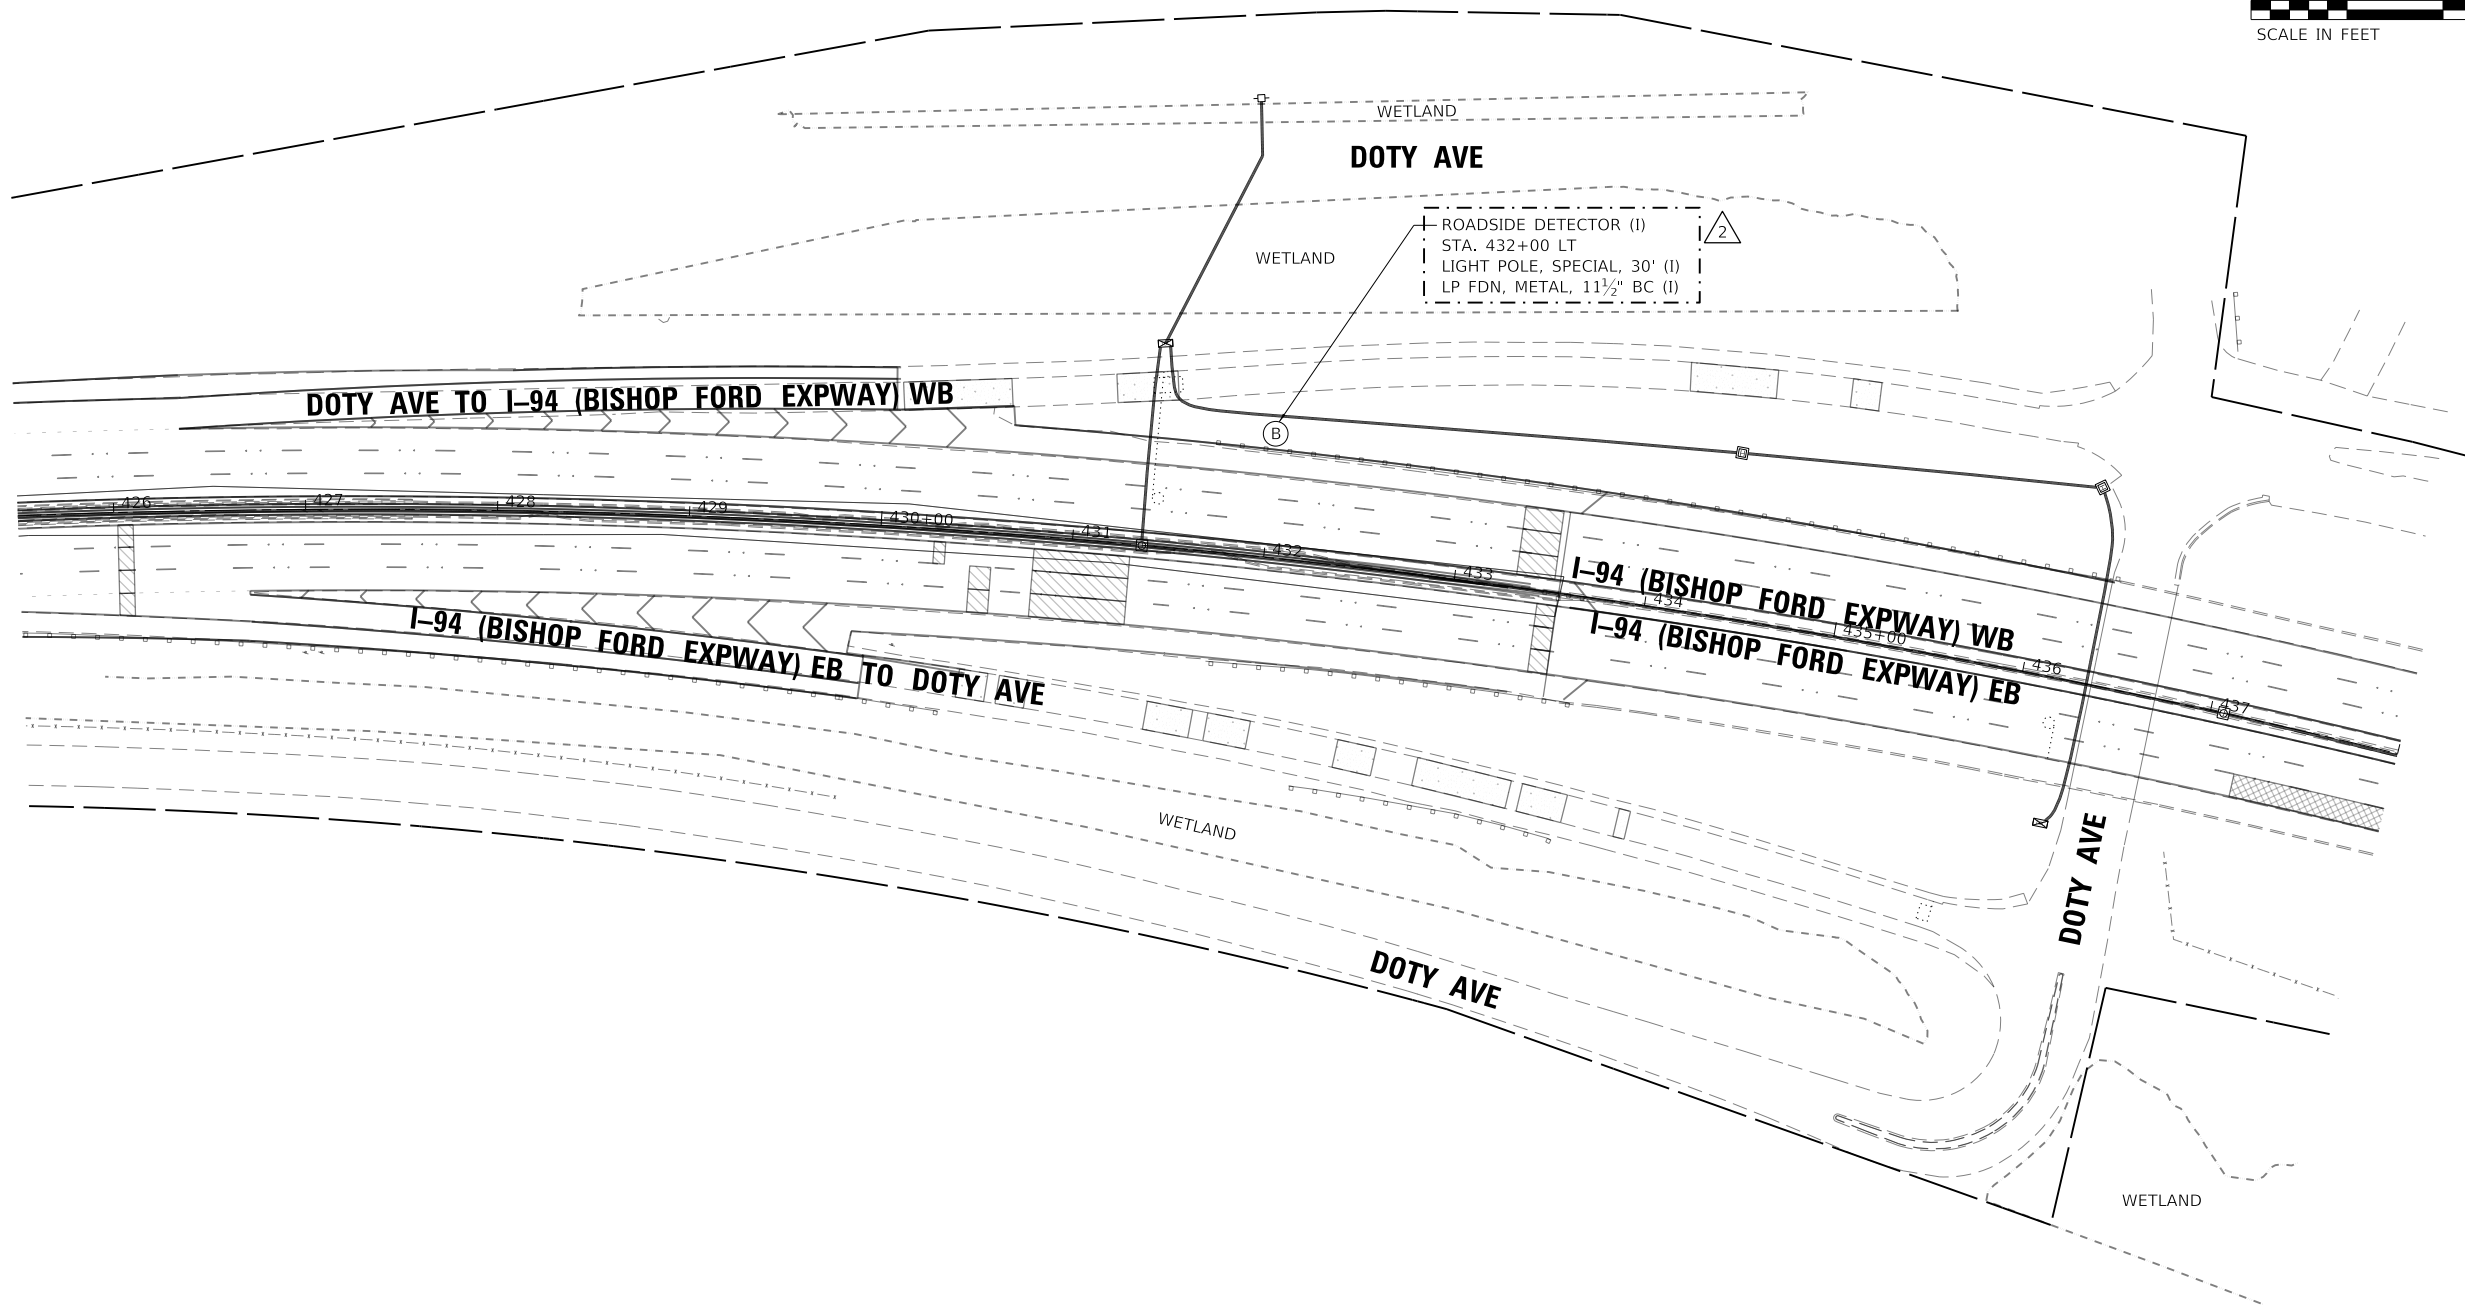 SCALE IN FEET
WETLAND
DOTY AVE
ROADSIDE DETECTOR (I)
STA. 432+00 LT
LIGHT POLE, SPECIAL, 30' (I)
LP FDN, METAL, 11½" BC (I)
2
WETLAND
DOTY AVE TO I–94 (BISHOP FORD EXPWAY) WB
B
426
427
428
429
430+00
431
432
433
434
435+00
436
437
I–94 (BISHOP FORD EXPWAY) WB
I–94 (BISHOP FORD EXPWAY) EB
I–94 (BISHOP FORD EXPWAY) EB TO DOTY AVE
WETLAND
DOTY AVE
DOTY AVE
WETLAND